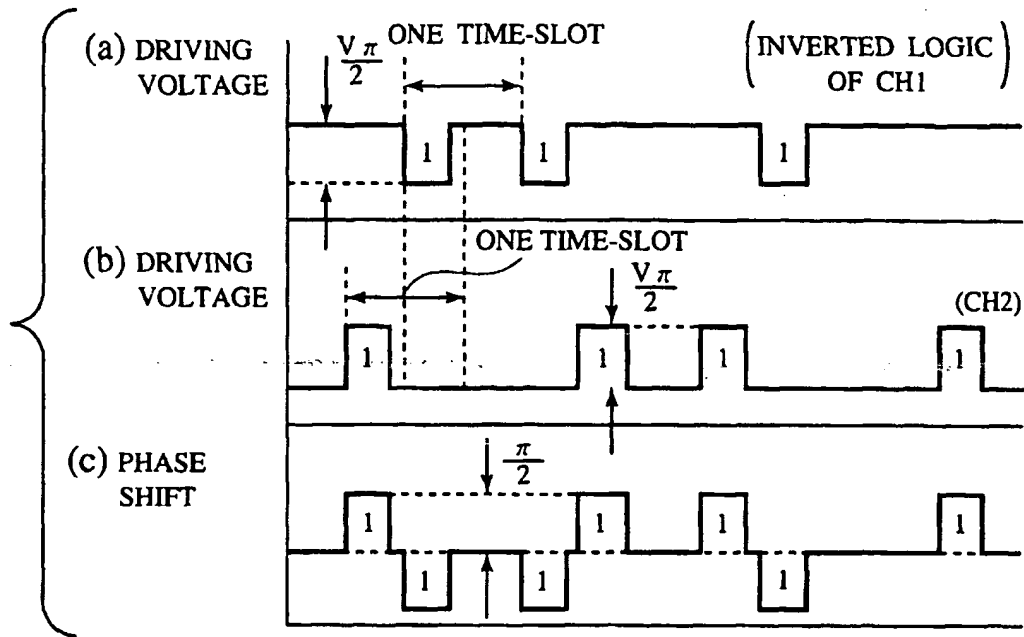 (a) DRIVING
VOLTAGE
Vπ
2
ONE TIME-SLOT
(INVERTED LOGIC
OF CH1)
1 1 1
ONE TIME-SLOT
(b) DRIVING
VOLTAGE
Vπ
2
(CH2)
1 1 1 1
(c) PHASE
SHIFT
π
2
1 1 1 1
1 1 1